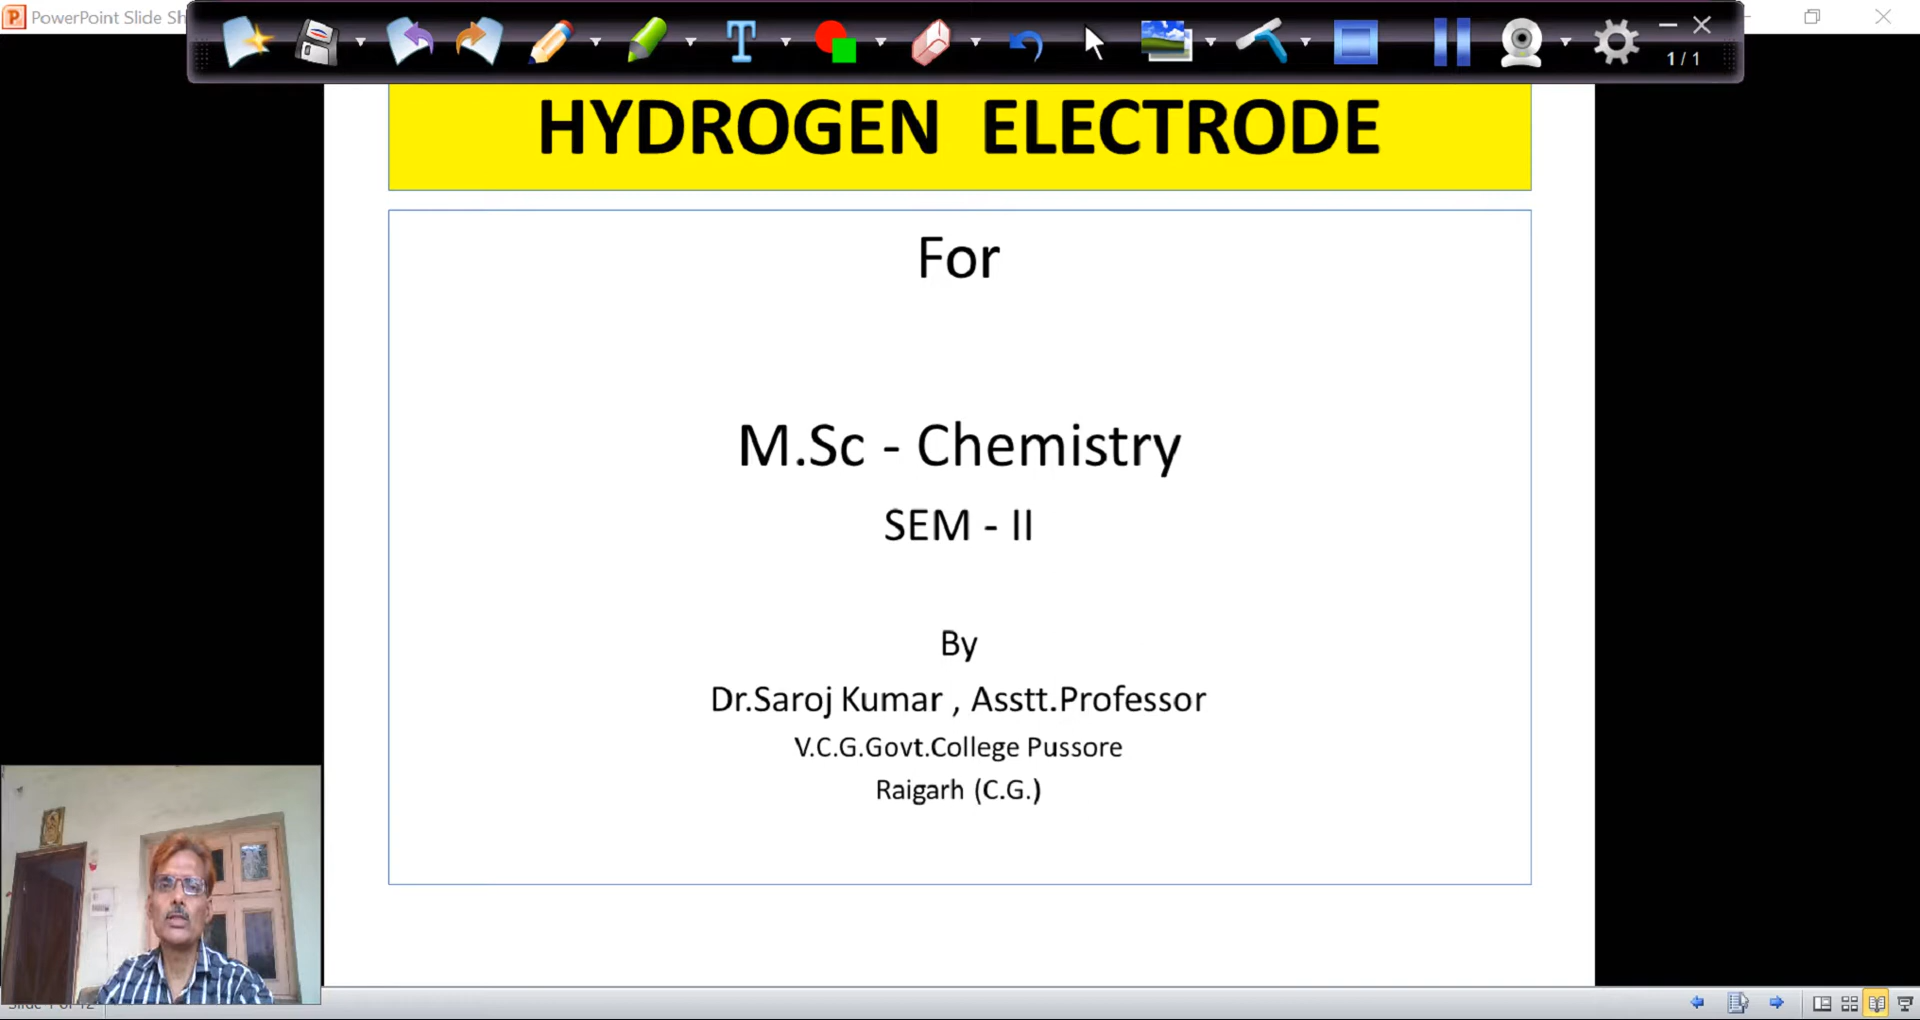 PowerPoint Slide Sh
1 / 1
HYDROGEN ELECTRODE
For
M.Sc - Chemistry
SEM - II
By
Dr.Saroj Kumar , Asstt.Professor
V.C.G.Govt.College Pussore
Raigarh (C.G.)